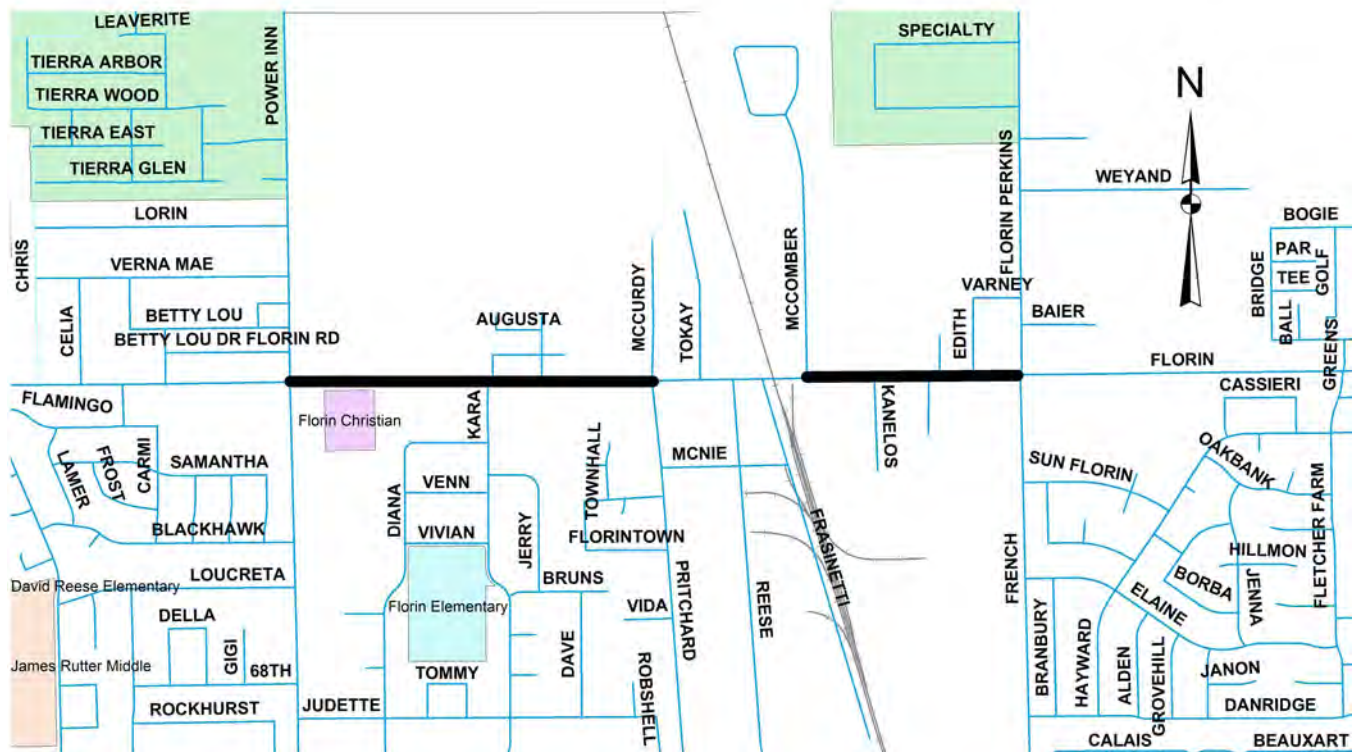 LEAVERITE
SPECIALTY
TIERRA ARBOR
POWER INN
TIERRA WOOD
N
TIERRA EAST
TIERRA GLEN
FLORIN PERKINS
WEYAND
LORIN
BOGIE
CHRIS
VERNA MAE
MCCOMBER
BRIDGE
PAR
GOLF
TEE
VARNEY
CELIA
BETTY LOU
AUGUSTA
MCCURDY
TOKAY
EDITH
BAIER
BALL
BETTY LOU DR FLORIN RD
FLORIN
GREENS
FLAMINGO
CASSIERI
Florin Christian
KARA
KANELOS
LAMER
FROST
CARMI
SAMANTHA
TOWNHALL
MCNIE
SUN FLORIN
OAKBANK
VENN
DIANA
FLETCHER FARM
BLACKHAWK
VIVIAN
JERRY
FLORINTOWN
FRASINETTI
FRENCH
HILLMON
LOUCRETA
BRUNS
PRITCHARD
REESE
BORBA
JENNA
David Reese Elementary
Florin Elementary
VIDA
ELAINE
DELLA
GIGI
DAVE
BRANBURY
HAYWARD
ALDEN
GROVEHILL
James Rutter Middle
68TH
TOMMY
ROBSHELL
JANON
ROCKHURST
JUDETTE
DANRIDGE
CALAIS
BEAUXART